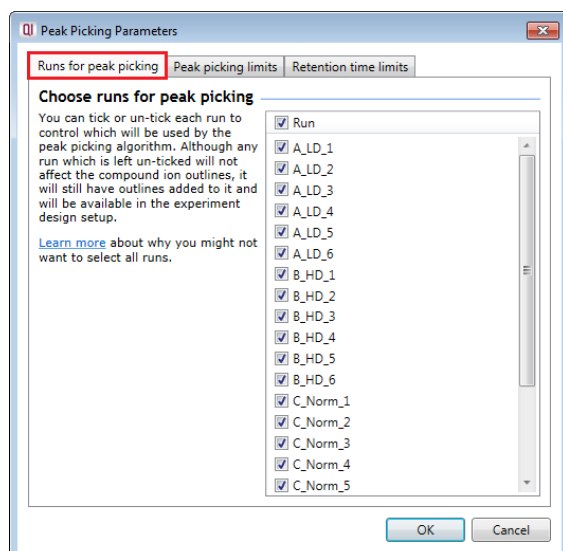 QI Peak Picking Parameters
Runs for peak picking Peak picking limits Retention time limits
Choose runs for peak picking
You can tick or un-tick each run to
control which will be used by the
peak picking algorithm. Although any
run which is left un-ticked will not
affect the compound ion outlines, it
will still have outlines added to it and
will be available in the experiment
design setup.
Learn more about why you might not
want to select all runs.
Run
A_LD_1
A_LD_2
A_LD_3
A_LD_4
A_LD_5
A_LD_6
B_HD_1
B_HD_2
B_HD_3
B_HD_4
B_HD_5
B_HD_6
C_Norm_1
C_Norm_2
C_Norm_3
C_Norm_4
C_Norm_5
OK Cancel